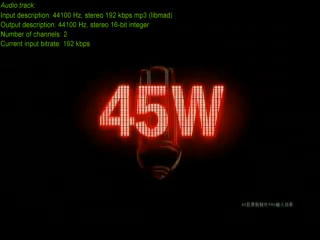 Audio track:
Input description: 44100 Hz, stereo 192 kbps mp3 (libmad)
Output description: 44100 Hz, stereo 16-bit integer
Number of channels: 2
Current input bitrate: 192 kbps
45W